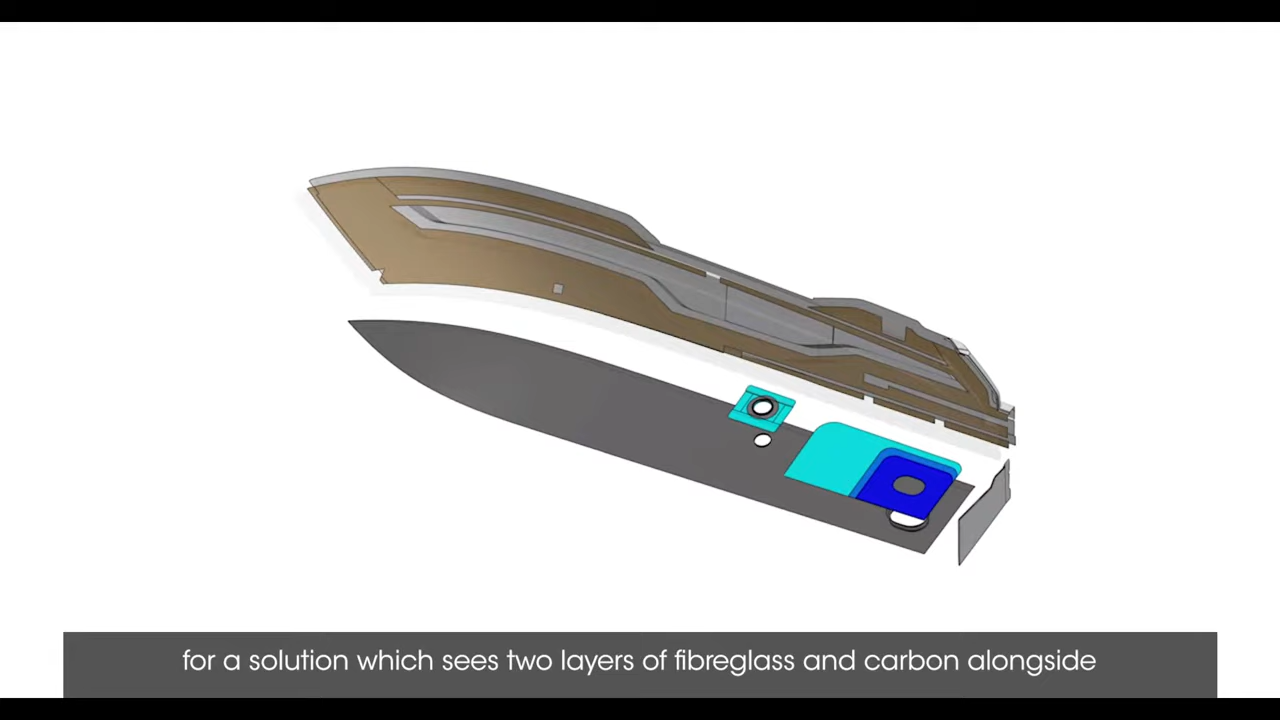 for a solution which sees two layers of fibreglass and carbon alongside